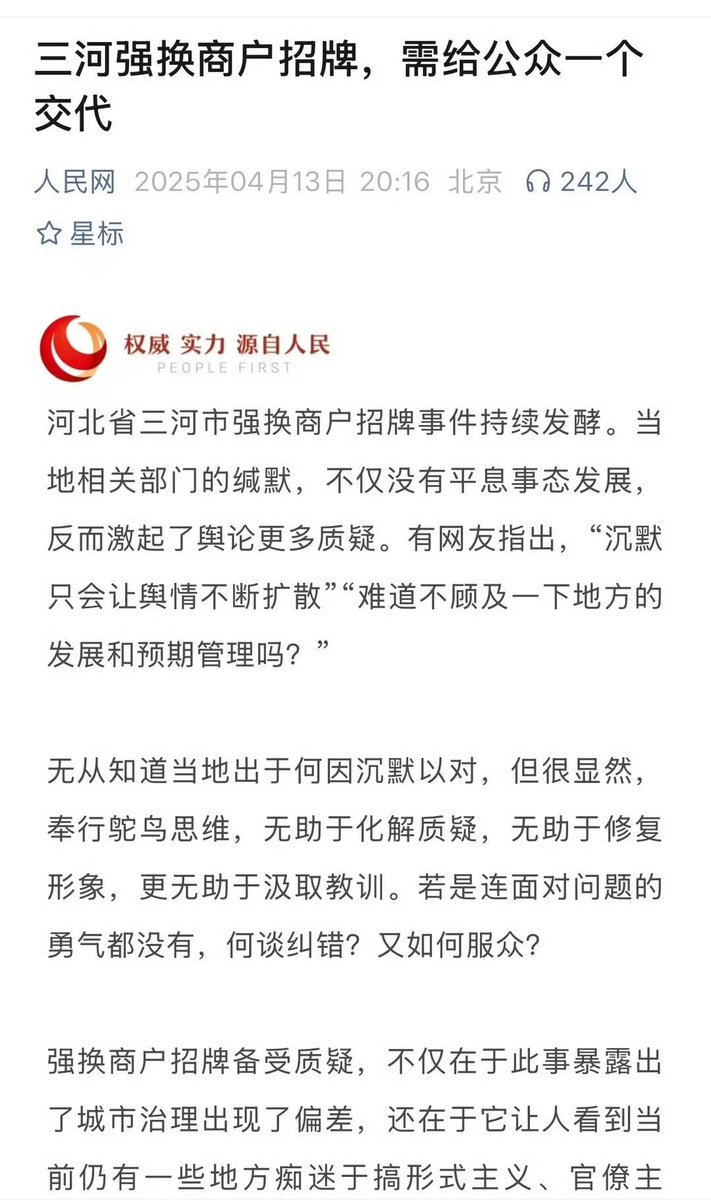 三河强换商户招牌，需给公众一个
交代
人民网 2025年04月13日 20:16 北京 242人
星标
权威 实力 源自人民
PEOPLE FIRST
河北省三河市强换商户招牌事件持续发酵。当
地相关部门的缄默，不仅没有平息事态发展，
反而激起了舆论更多质疑。有网友指出，“沉默
只会让舆情不断扩散”“难道不顾及一下地方的
发展和预期管理吗？”
无从知道当地出于何因沉默以对，但很显然，
奉行鸵鸟思维，无助于化解质疑，无助于修复
形象，更无助于汲取教训。若是连面对问题的
勇气都没有，何谈纠错？又如何服众？
强换商户招牌备受质疑，不仅在于此事暴露出
了城市治理出现了偏差，还在于它让人看到当
前仍有一些地方痴迷于搞形式主义、官僚主